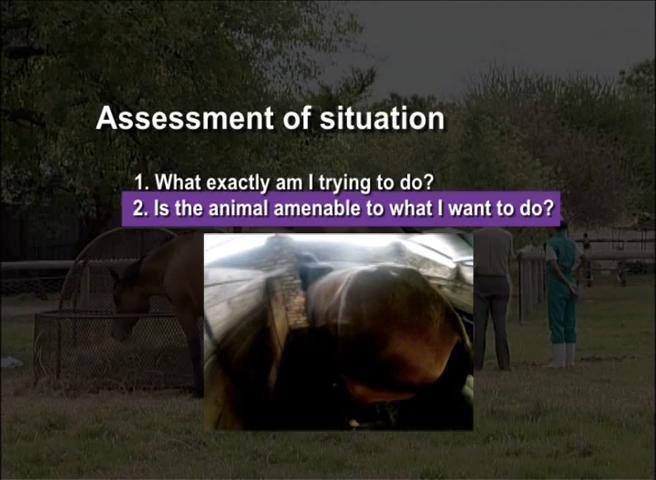 Assessment of situation
1. What exactly am I trying to do?
2. Is the animal amenable to what I want to do?